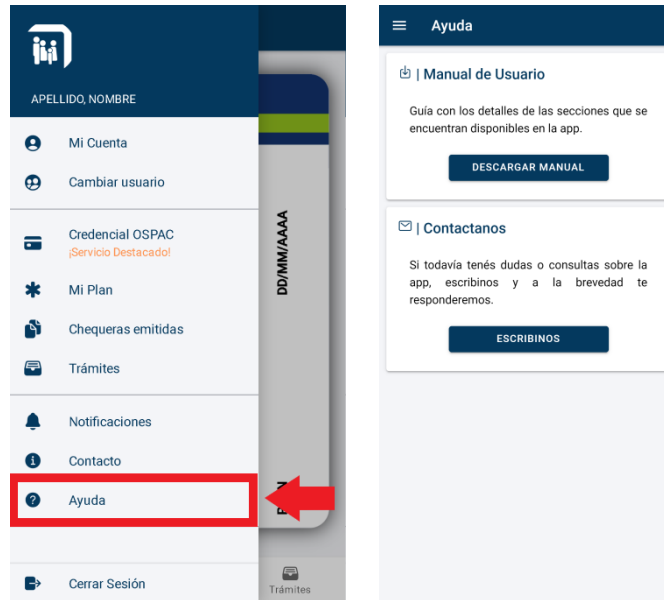 APELLIDO, NOMBRE
Mi Cuenta
Cambiar usuario
Credencial OSPAC
¡Servicio Destacado!
Mi Plan
Chequeras emitidas
Trámites
Notificaciones
Contacto
Ayuda
Cerrar Sesión
DD/MM/AAAA
Trámites
Ayuda
| Manual de Usuario
Guía con los detalles de las secciones que se
encuentran disponibles en la app.
DESCARGAR MANUAL
| Contactanos
Si todavía tenés dudas o consultas sobre la
app, escribinos y a la brevedad te
responderemos.
ESCRIBINOS